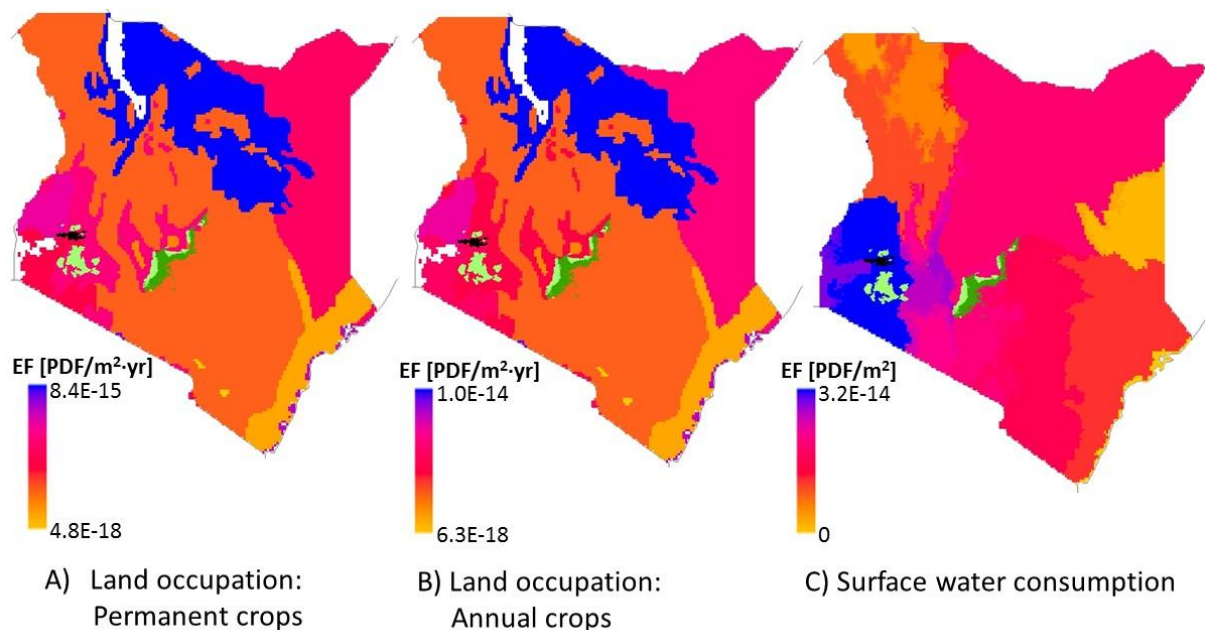 EF [PDF/m²·yr]
8.4E-15
4.8E-18
A) Land occupation:
Permanent crops
EF [PDF/m²·yr]
1.0E-14
6.3E-18
B) Land occupation:
Annual crops
EF [PDF/m²]
3.2E-14
0
C) Surface water consumption